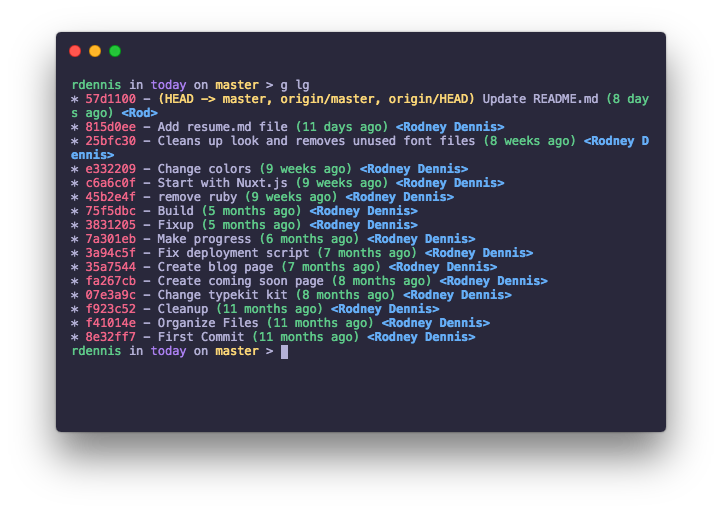 rdennis in today on master > g lg
* 57d1100 - (HEAD -> master, origin/master, origin/HEAD) Update README.md (8 day
s ago) <Rod>
* 815d0ee - Add resume.md file (11 days ago) <Rodney Dennis>
* 25bfc30 - Cleans up look and removes unused font files (8 weeks ago) <Rodney D
ennis>
* e332209 - Change colors (9 weeks ago) <Rodney Dennis>
* c6a6c0f - Start with Nuxt.js (9 weeks ago) <Rodney Dennis>
* 45b2e4f - remove ruby (9 weeks ago) <Rodney Dennis>
* 75f5dbc - Build (5 months ago) <Rodney Dennis>
* 3831205 - Fixup (5 months ago) <Rodney Dennis>
* 7a301eb - Make progress (6 months ago) <Rodney Dennis>
* 3a94c5f - Fix deployment script (7 months ago) <Rodney Dennis>
* 35a7544 - Create blog page (7 months ago) <Rodney Dennis>
* fa267cb - Create coming soon page (8 months ago) <Rodney Dennis>
* 07e3a9c - Change typekit kit (8 months ago) <Rodney Dennis>
* f923c52 - Cleanup (11 months ago) <Rodney Dennis>
* f41014e - Organize Files (11 months ago) <Rodney Dennis>
* 8e32ff7 - First Commit (11 months ago) <Rodney Dennis>
rdennis in today on master >